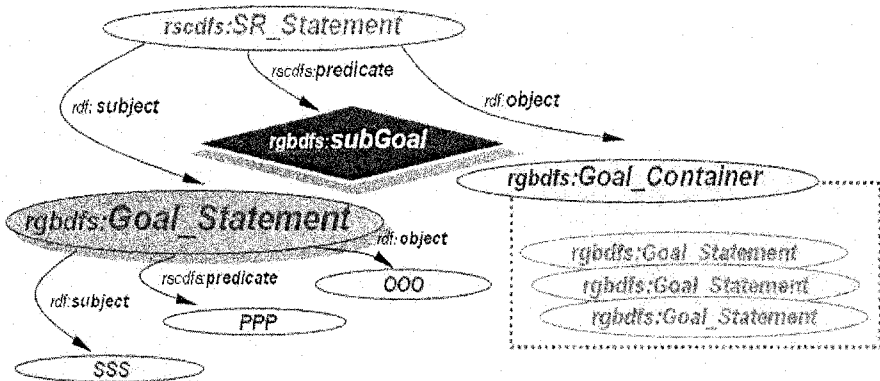 rscdfs:SR_Statement
rscdfs:predicate
rdf: subject
rdf:object
rgbdfs:subGoal
rgbdfs:Goal_Container
rgbdfs:Goal_Statement
rdf:object
rgbdfs:Goal_Statement
rscdfs:predicate
rgbdfs:Goal_Statement
OOO
rdf:subject
rgbdfs:Goal_Statement
PPP
SSS